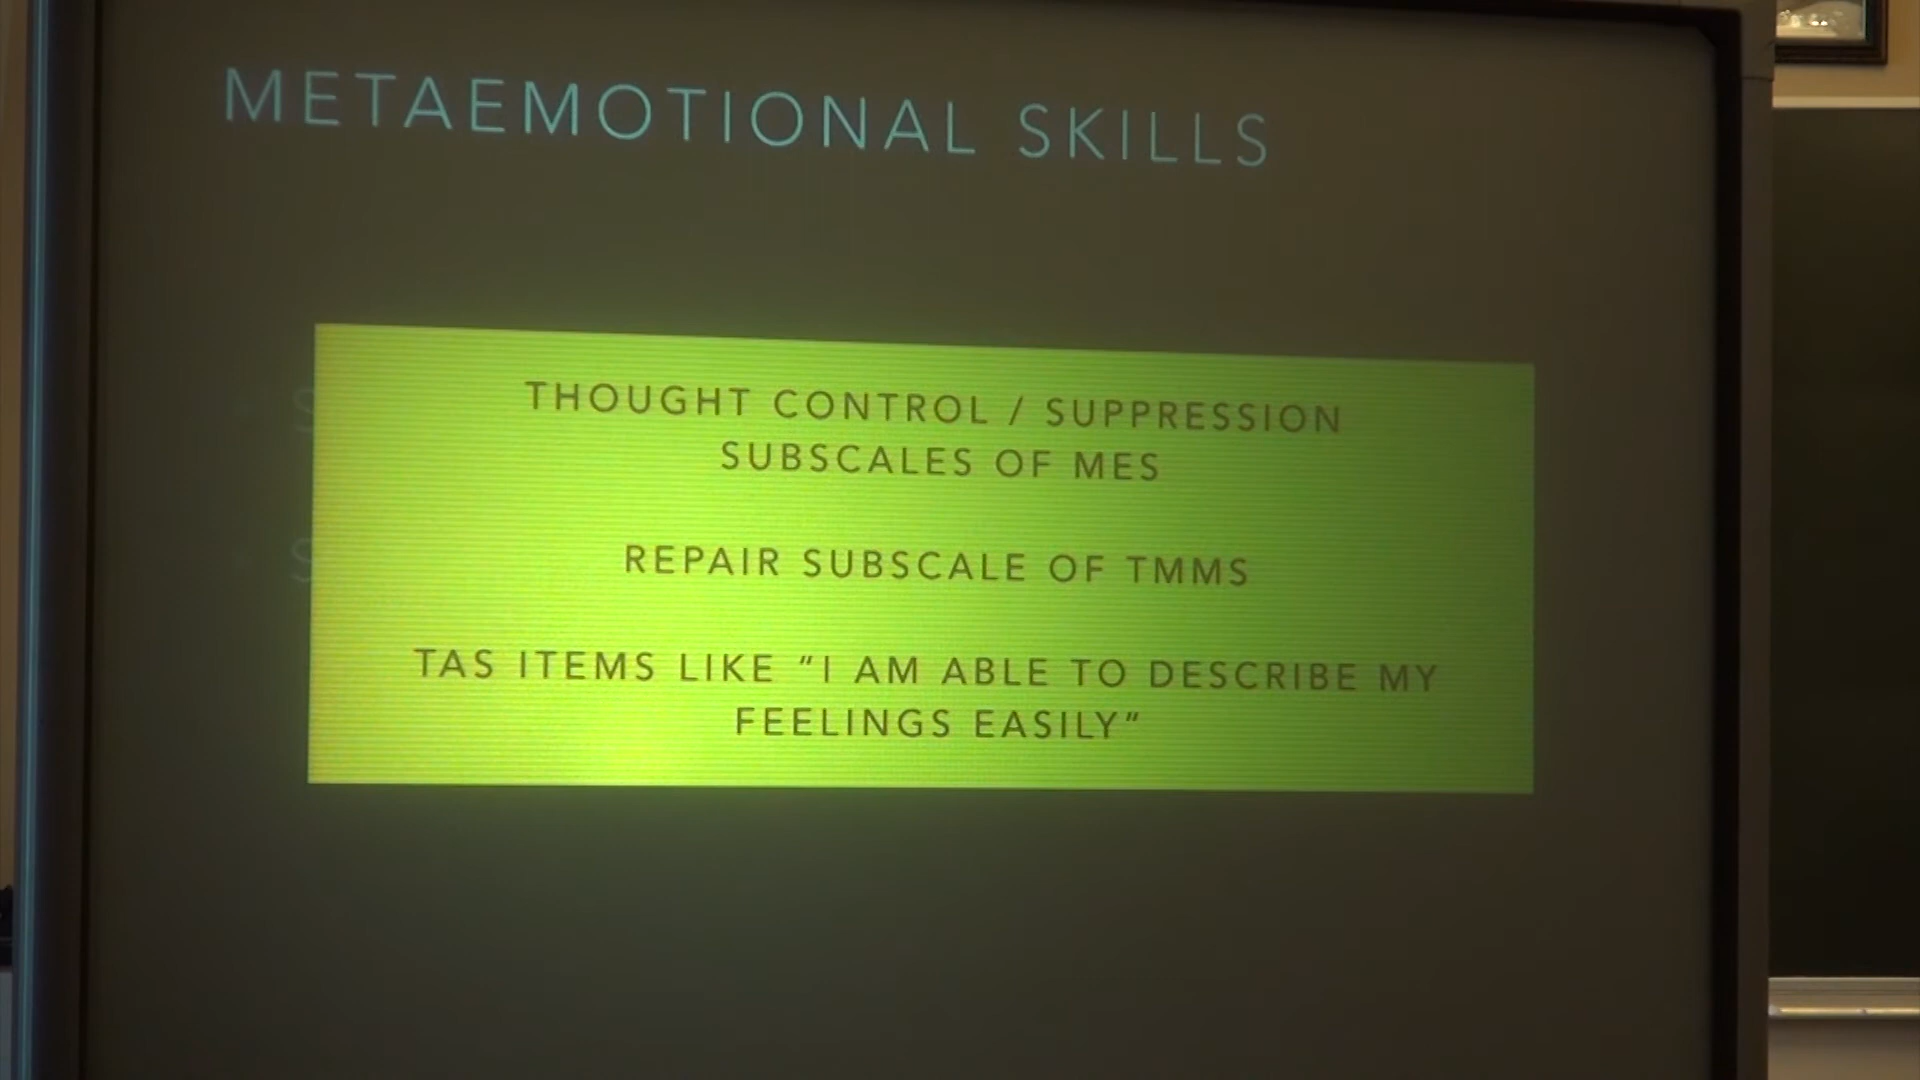 METAEMOTIONAL SKILLS
THOUGHT CONTROL / SUPPRESSION
SUBSCALES OF MES
REPAIR SUBSCALE OF TMMS
TAS ITEMS LIKE "I AM ABLE TO DESCRIBE MY
FEELINGS EASILY"